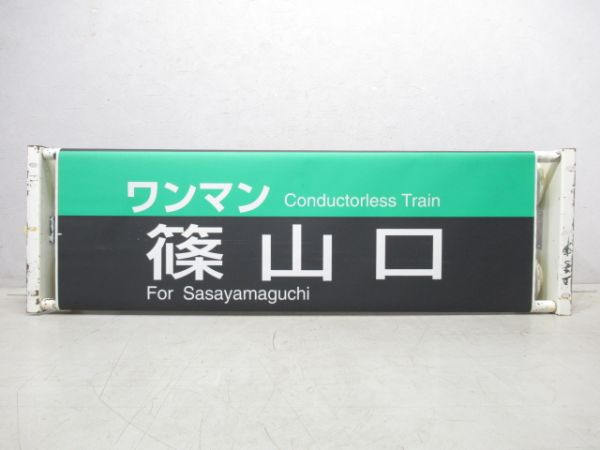 ワンマン Conductorless Train
篠山口
For Sasayamaguchi